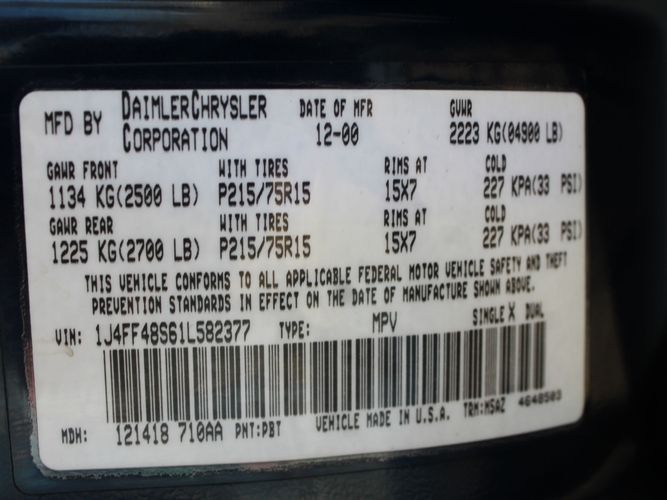 MFD BY DAIMLERCHRYSLER CORPORATION DATE OF MFR 12-00 GVWR 2223 KG(04900 LB)
GAWR FRONT WITH TIRES RIMS AT COLD
1134 KG(2500 LB) P215/75R15 15X7 227 KPA(33 PSI)
GAWR REAR WITH TIRES RIMS AT COLD
1225 KG(2700 LB) P215/75R15 15X7 227 KPA(33 PSI)
THIS VEHICLE CONFORMS TO ALL APPLICABLE FEDERAL MOTOR VEHICLE SAFETY AND THEFT
PREVENTION STANDARDS IN EFFECT ON THE DATE OF MANUFACTURE SHOWN ABOVE.
VIN: 1J4FF48S61L582377 TYPE: MPV SINGLE X DUAL
MDH: 121418 710AA PNT:PBT VEHICLE MADE IN U.S.A. TRM:MSAZ 4648503